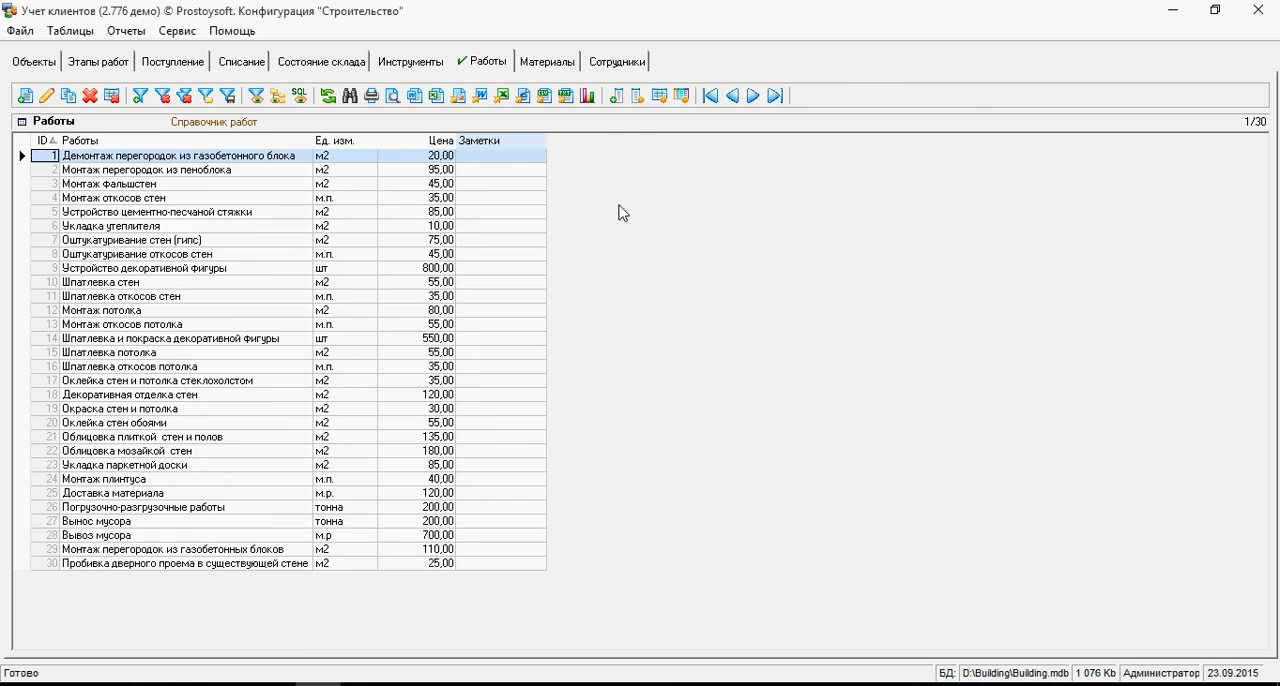 Учет клиентов (2.776 демо) © Prostoysoft. Конфигурация "Строительство"
Файл Таблицы Отчеты Сервис Помощь
Объекты Этапы работ Поступление Списание Состояние склада Инструменты Работы Материалы Сотрудники
SQL
Работы Справочник работ 1/30
ID Работы Ед. изм. Цена Заметки
1 Демонтаж перегородок из газобетонного блока м2 20,00
2 Монтаж перегородок из пеноблока м2 95,00
3 Монтаж фальшстен м2 45,00
4 Монтаж откосов стен м.п. 35,00
5 Устройство цементно-песчаной стяжки м2 85,00
6 Укладка утеплителя м2 10,00
7 Оштукатуривание стен (гипс) м2 75,00
8 Оштукатуривание откосов стен м.п. 45,00
9 Устройство декоративной фигуры шт 800,00
10 Шпатлевка стен м2 55,00
11 Шпатлевка откосов стен м.п. 35,00
12 Монтаж потолка м2 80,00
13 Монтаж откосов потолка м.п. 55,00
14 Шпатлевка и покраска декоративной фигуры шт 550,00
15 Шпатлевка потолка м2 55,00
16 Шпатлевка откосов потолка м.п. 35,00
17 Оклейка стен и потолка стеклохолстом м2 35,00
18 Декоративная отделка стен м2 120,00
19 Окраска стен и потолка м2 30,00
20 Оклейка стен обоями м2 55,00
21 Облицовка плиткой стен и полов м2 135,00
22 Облицовка мозайкой стен м2 180,00
23 Укладка паркетной доски м2 85,00
24 Монтаж плинтуса м.п. 40,00
25 Доставка материала м.р. 120,00
26 Погрузочно-разгрузочные работы тонна 200,00
27 Вынос мусора тонна 200,00
28 Вывоз мусора м.р 700,00
29 Монтаж перегородок из газобетонных блоков м2 110,00
30 Пробивка дверного проема в существующей стене м2 25,00
Готово БД: D:\Building\Building.mdb 1 076 Kb Администратор 23.09.2015